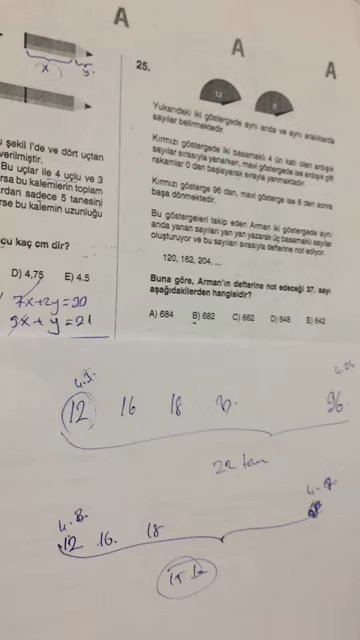 A
A
A
(x) y.
25.
12
Yukarıdaki iki göstergede aynı anda ve aynı aralıklarda
sayılar belirmektedir.
Kırmızı göstergede iki basamaklı 4 ün katı olan ardışık
sayılar sırasıyla yanarken, mavi göstergede ise ardışık çift
rakamlar 0 dan başlayarak sırayla yanmaktadır.
Kırmızı gösterge 96 dan, mavi gösterge ise 8 den sonra
başa dönmektedir.
Bu göstergeleri takip eden Arman iki göstergede aynı
anda yanan sayıları yan yana yazarak üç basamaklı sayılar
oluşturuyor ve bu sayıları sırasıyla defterine not ediyor.
120, 162, 204, ...
Buna göre, Arman'ın defterine not edeceği 37. sayı
aşağıdakilerden hangisidir?
A) 684 B) 682 C) 662 D) 648 E) 642
şekil I'de ve dört uçtan
verilmiştir.
Bu uçlar ile 4 uçlu ve 3
rsa bu kalemlerin toplam
rdan sadece 5 tanesini
rse bu kalemin uzunluğu
çu kaç cm dir?
D) 4,75 E) 4.5
7x+2y=30
5x+y=21
12 16 18 96
4.24
22 tane
12 16. 18